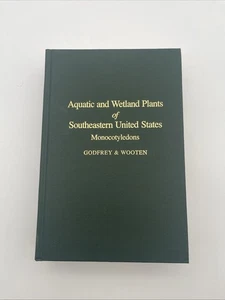 Aquatic and Wetland Plants
of
Southeastern United States
Monocotyledons
GODFREY & WOOTEN